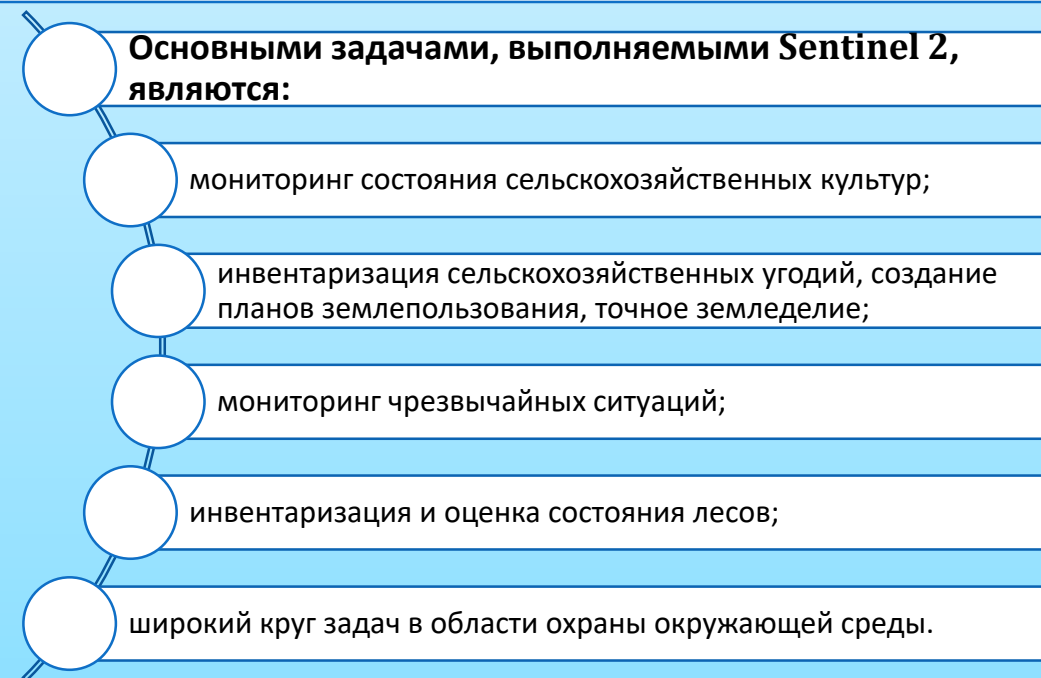 Основными задачами, выполняемыми Sentinel 2,
являются:
мониторинг состояния сельскохозяйственных культур;
инвентаризация сельскохозяйственных угодий, создание
планов землепользования, точное земледелие;
мониторинг чрезвычайных ситуаций;
инвентаризация и оценка состояния лесов;
широкий круг задач в области охраны окружающей среды.